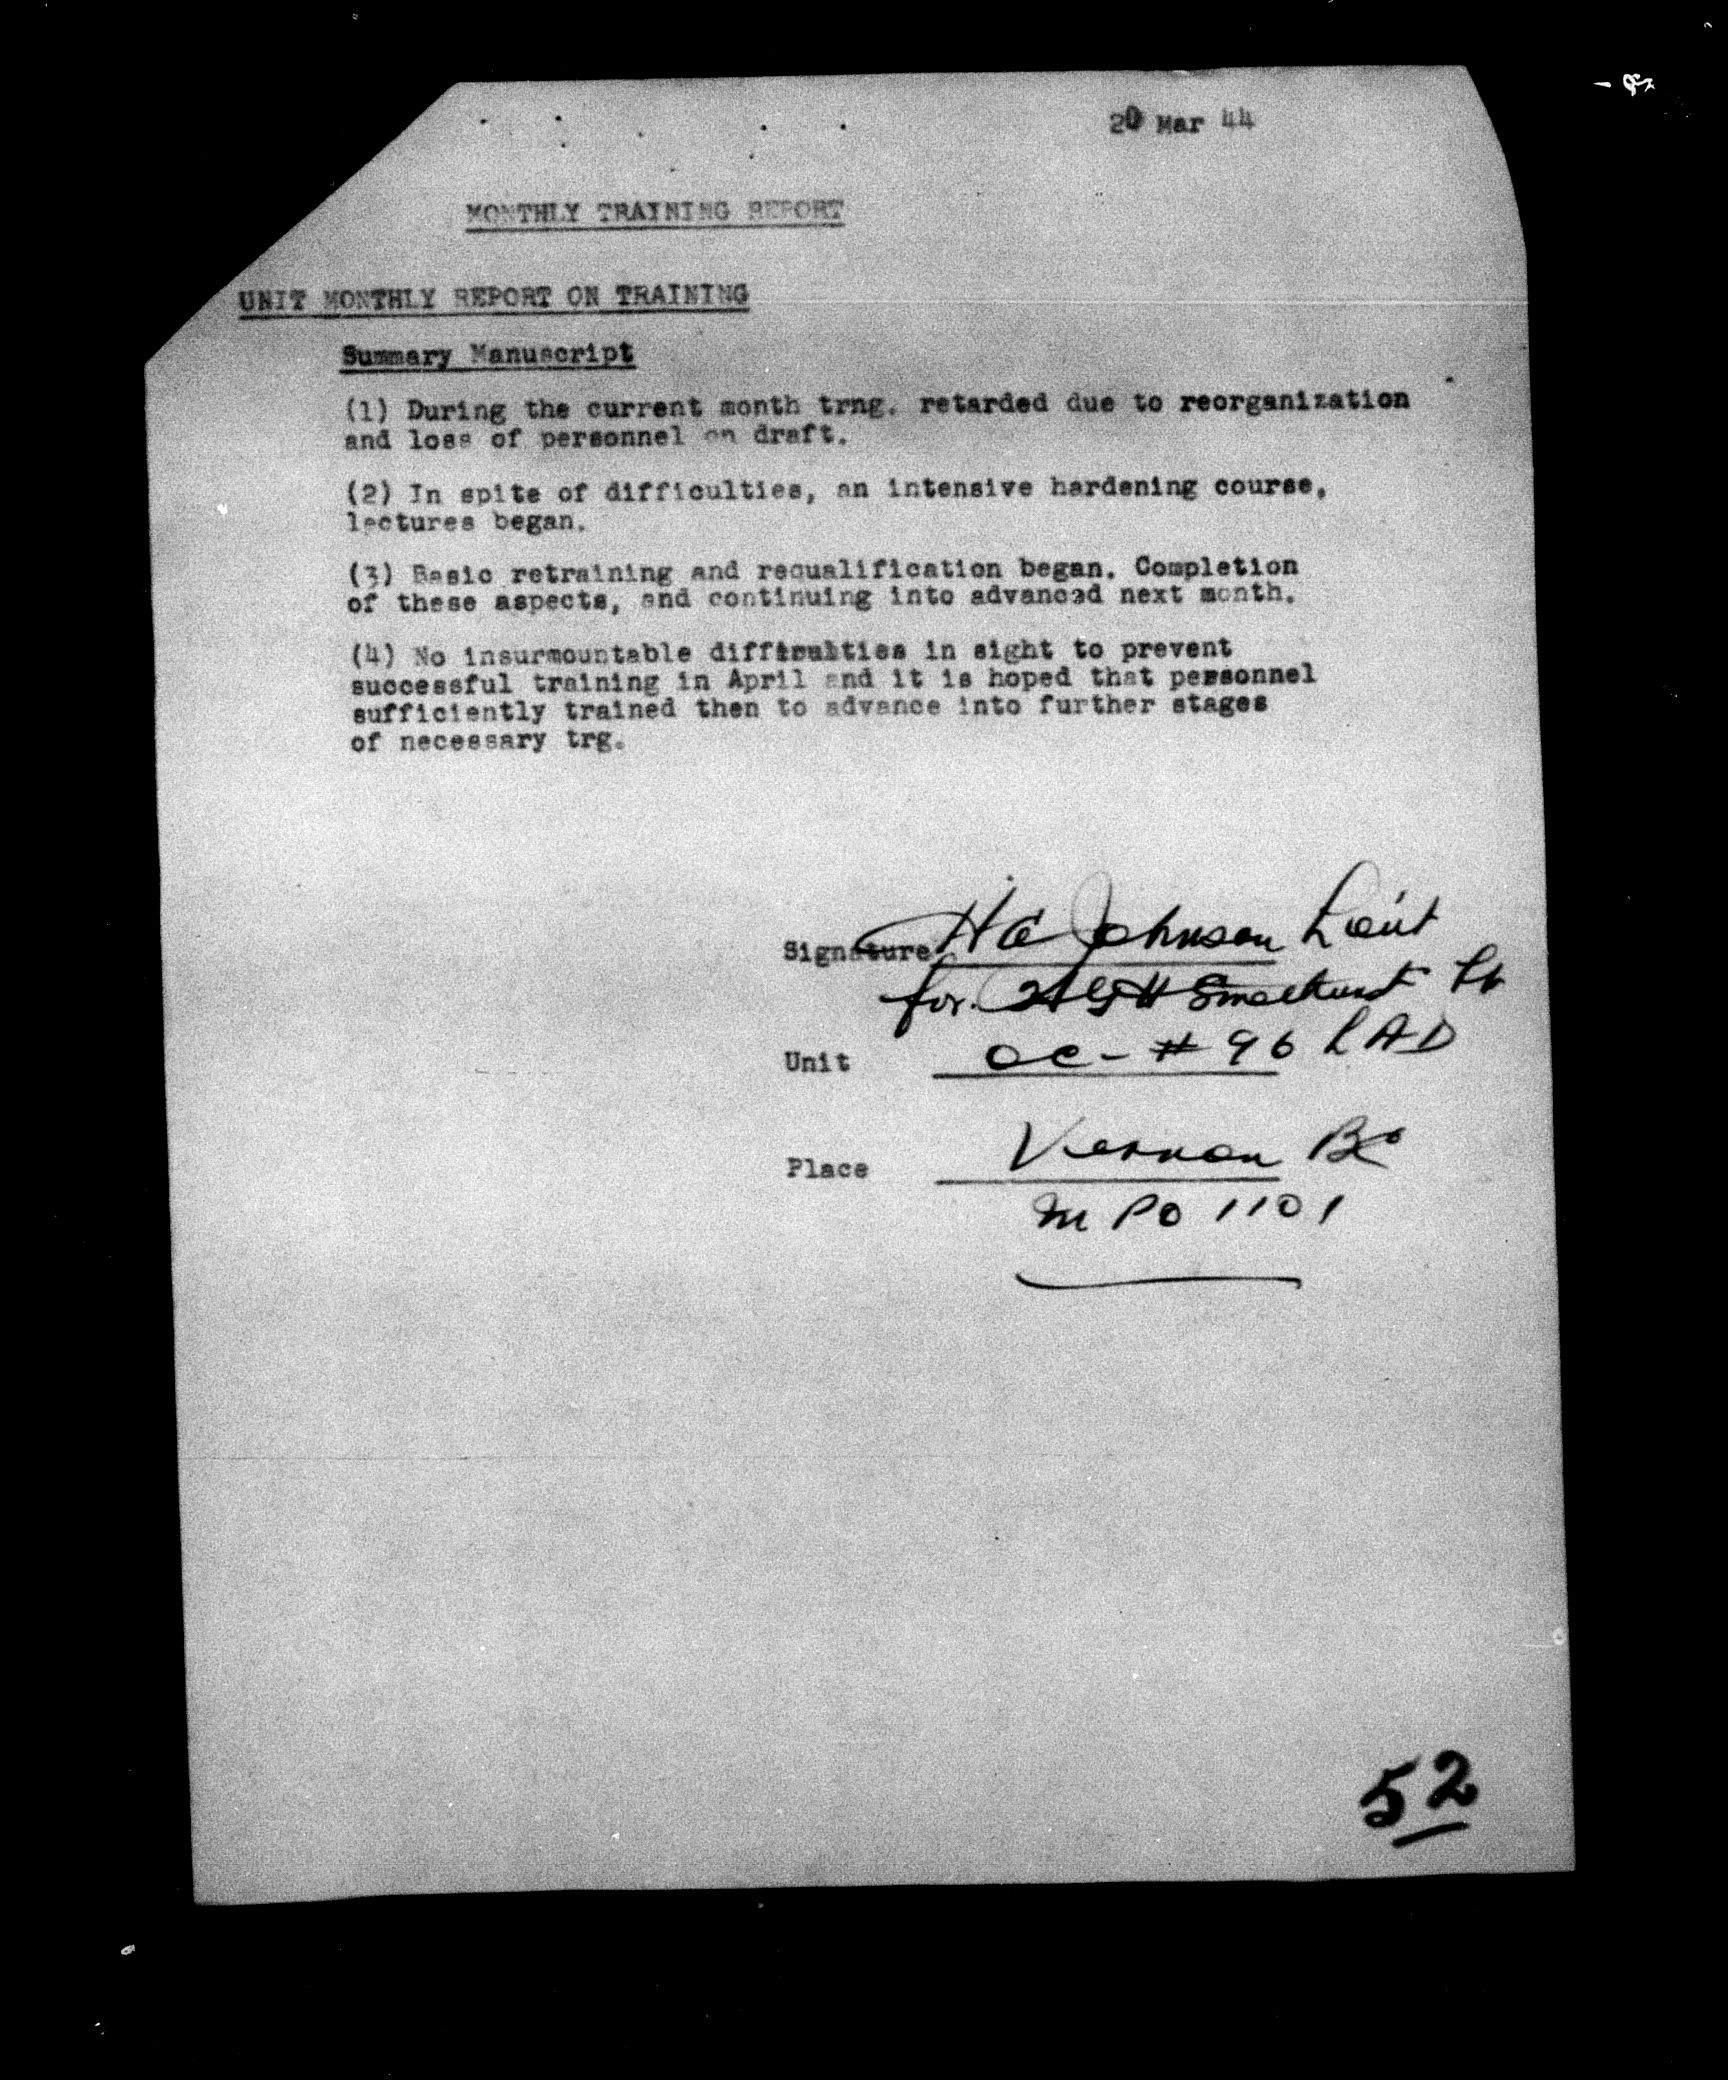 20 Mar 44
MONTHLY TRAINING REPORT
UNIT MONTHLY REPORT ON TRAINING
Summary Manuscript
(1) During the current month trng. retarded due to reorganization
and loss of personnel on draft.
(2) In spite of difficulties, an intensive hardening course,
lectures began.
(3) Basic retraining and requalification began. Completion
of these aspects, and continuing into advanced next month.
(4) No insurmountable difficulties in sight to prevent
successful training in April and it is hoped that personnel
sufficiently trained then to advance into further stages
of necessary trg.
Signature H Johnson Lieut
for. Smethurst
Unit OC - # 96 LAD
Place Vernon BC
MPO 1101
52